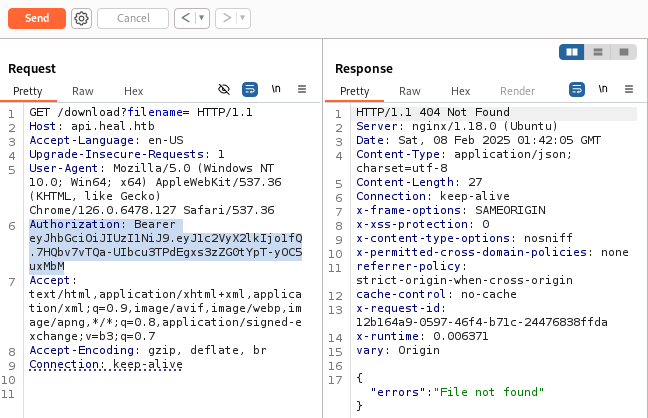 Send Cancel < ▼ > ▼
Request
Pretty Raw Hex \n
1 GET /download?filename= HTTP/1.1
2 Host: api.heal.htb
3 Accept-Language: en-US
4 Upgrade-Insecure-Requests: 1
5 User-Agent: Mozilla/5.0 (Windows NT
10.0; Win64; x64) AppleWebKit/537.36
(KHTML, like Gecko)
Chrome/126.0.6478.127 Safari/537.36
6 Authorization: Bearer
eyJhbGciOiJIUzI1NiJ9.eyJ1c2VyX2lkIjo1fQ
.7HQbv7vTQa-UIbcu3TPdEgxs3zZG0tYpT-yOC5
uxMbM
7 Accept:
text/html,application/xhtml+xml,applica
tion/xml;q=0.9,image/avif,image/webp,im
age/apng,*/*;q=0.8,application/signed-e
xchange;v=b3;q=0.7
8 Accept-Encoding: gzip, deflate, br
9 Connection: keep-alive
10
11
Response
Pretty Raw Hex Render \n
1 HTTP/1.1 404 Not Found
2 Server: nginx/1.18.0 (Ubuntu)
3 Date: Sat, 08 Feb 2025 01:42:05 GMT
4 Content-Type: application/json;
charset=utf-8
5 Content-Length: 27
6 Connection: keep-alive
7 x-frame-options: SAMEORIGIN
8 x-xss-protection: 0
9 x-content-type-options: nosniff
10 x-permitted-cross-domain-policies: none
11 referrer-policy:
strict-origin-when-cross-origin
12 cache-control: no-cache
13 x-request-id:
12b164a9-0597-46f4-b71c-24476838ffda
14 x-runtime: 0.006371
15 vary: Origin
16
17 {
"errors":"File not found"
}